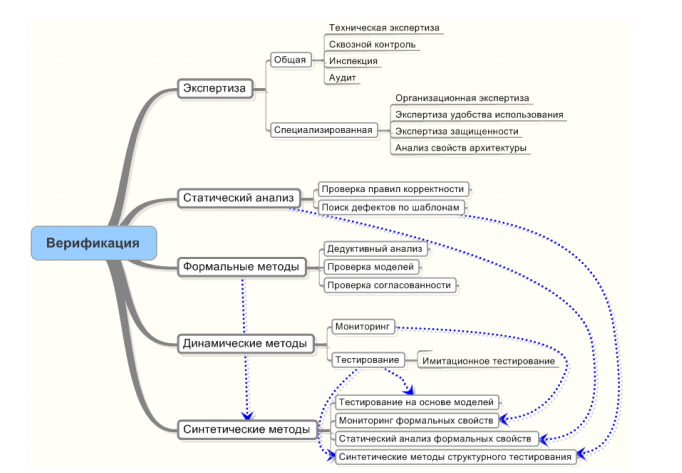 Верификация
Экспертиза
Общая
Техническая экспертиза
Сквозной контроль
Инспекция
Аудит
Специализированная
Организационная экспертиза
Экспертиза удобства использования
Экспертиза защищенности
Анализ свойств архитектуры
Статический анализ
Проверка правил корректности
Поиск дефектов по шаблонам
Формальные методы
Дедуктивный анализ
Проверка моделей
Проверка согласованности
Динамические методы
Мониторинг
Тестирование
Имитационное тестирование
Синтетические методы
Тестирование на основе моделей
Мониторинг формальных свойств
Статический анализ формальных свойств
Синтетические методы структурного тестирования